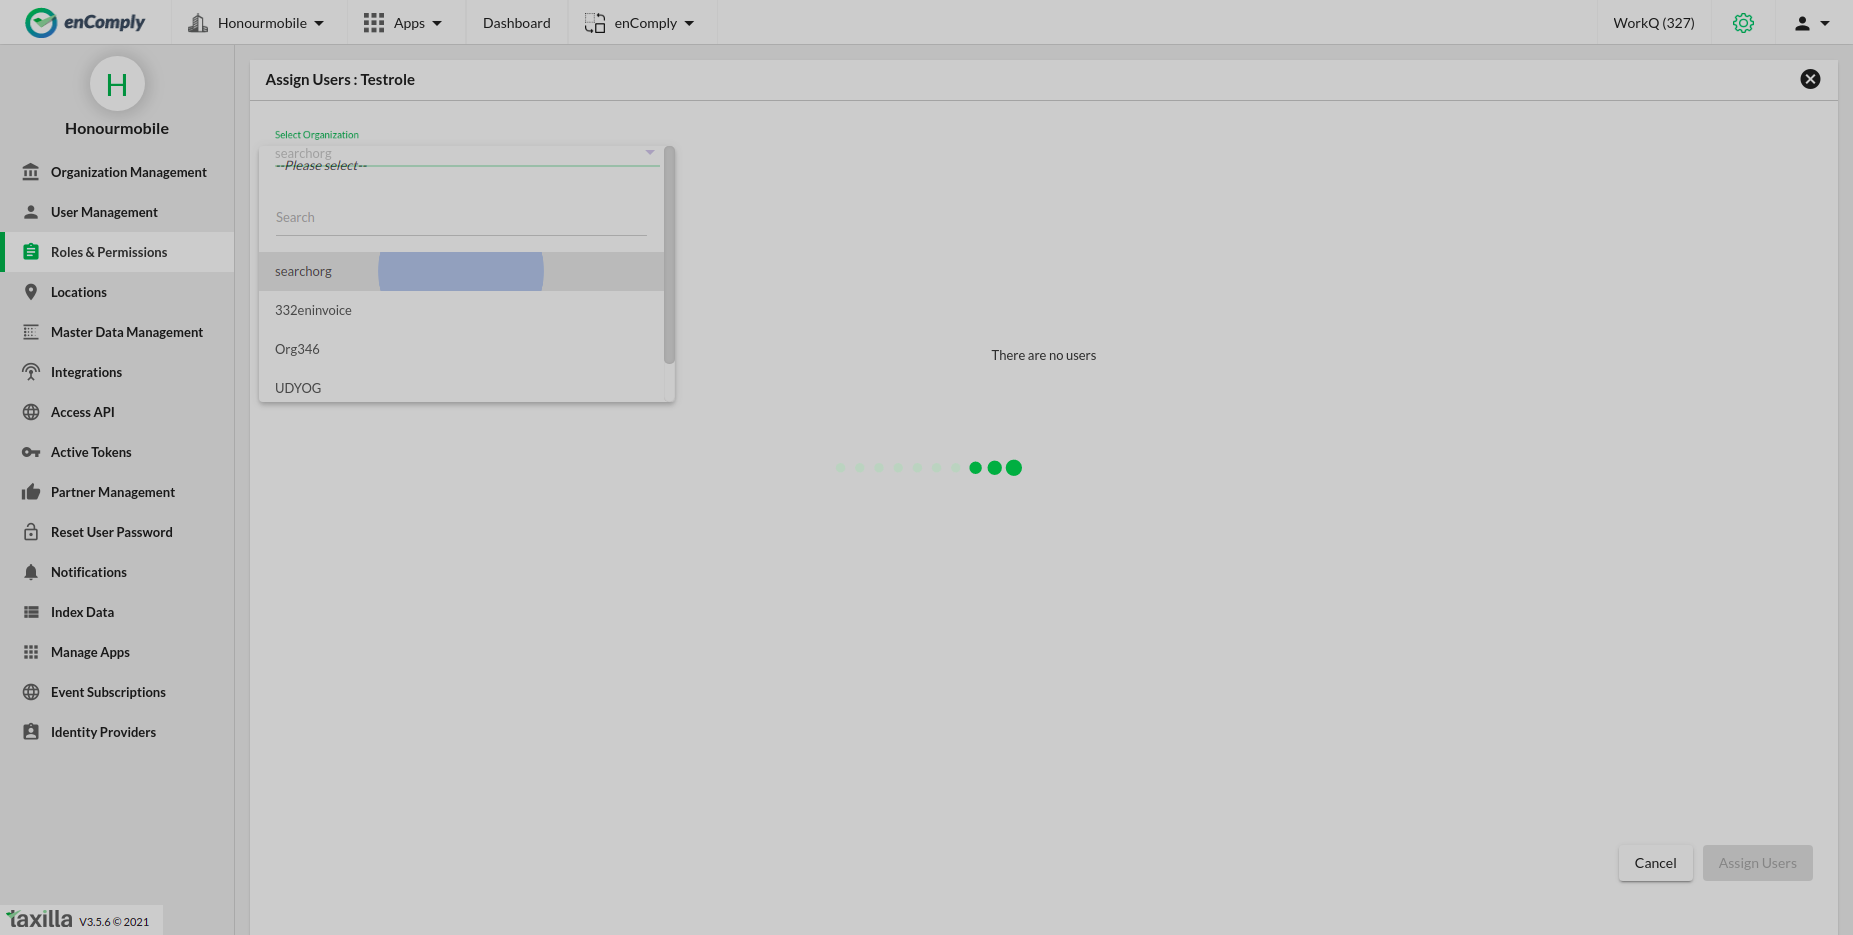 enComply
Honourmobile
Apps
Dashboard
enComply
WorkQ (327)
H
Honourmobile
Organization Management
User Management
Roles & Permissions
Locations
Master Data Management
Integrations
Access API
Active Tokens
Partner Management
Reset User Password
Notifications
Index Data
Manage Apps
Event Subscriptions
Identity Providers
taxilla V3.5.6 © 2021
Assign Users : Testrole
Select Organization
searchorg
--Please select--
Search
searchorg
332eninvoice
Org346
UDYOG
There are no users
Cancel
Assign Users